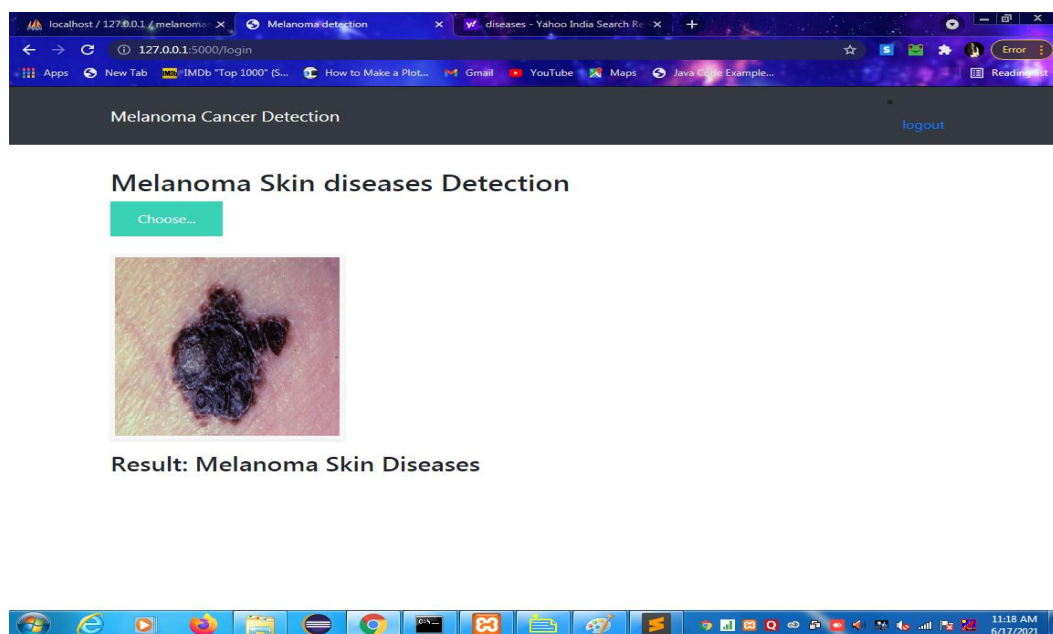 localhost / 127.0.0.1 / melanoma
Melanoma detection
diseases - Yahoo India Search Re
127.0.0.1:5000/login
Error
Apps
New Tab
IMDb "Top 1000" (S...
How to Make a Plot...
Gmail
YouTube
Maps
Java Code Example...
Reading list
Melanoma Cancer Detection
logout
Melanoma Skin diseases Detection
Choose...
Result: Melanoma Skin Diseases
11:18 AM
6/17/2021